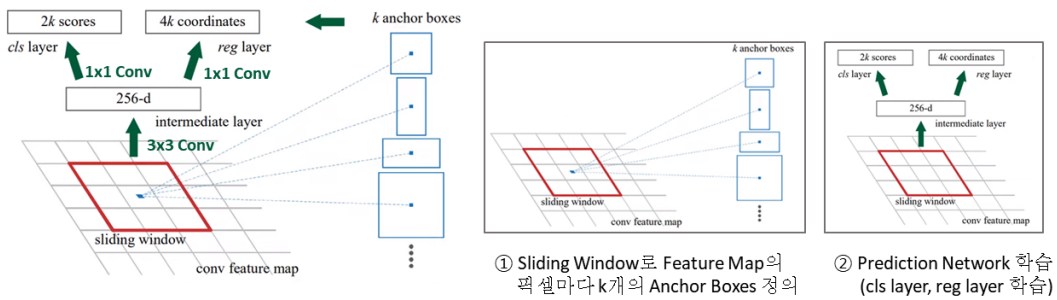 2k scores
4k coordinates
k anchor boxes
cls layer
reg layer
1x1 Conv
1x1 Conv
256-d
intermediate layer
3x3 Conv
sliding window
conv feature map
k anchor boxes
sliding window
conv feature map
① Sliding Window로 Feature Map의
픽셀마다 k개의 Anchor Boxes 정의
2k scores
4k coordinates
cls layer
reg layer
256-d
intermediate layer
sliding window
conv feature map
② Prediction Network 학습
(cls layer, reg layer 학습)